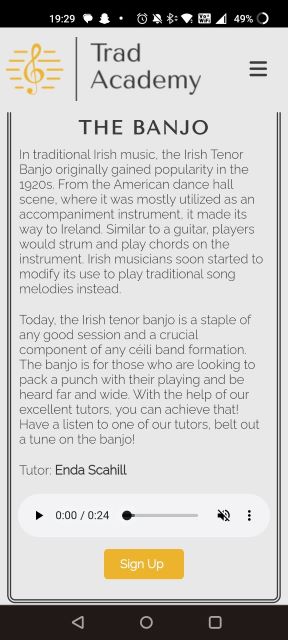 19:29
49%
Trad
Academy
THE BANJO
In traditional Irish music, the Irish Tenor
Banjo originally gained popularity in the
1920s. From the American dance hall
scene, where it was mostly utilized as an
accompaniment instrument, it made its
way to Ireland. Similar to a guitar, players
would strum and play chords on the
instrument. Irish musicians soon started to
modify its use to play traditional song
melodies instead.
Today, the Irish tenor banjo is a staple of
any good session and a crucial
component of any céili band formation.
The banjo is for those who are looking to
pack a punch with their playing and be
heard far and wide. With the help of our
excellent tutors, you can achieve that!
Have a listen to one of our tutors, belt out
a tune on the banjo!
Tutor: Enda Scahill
0:00 / 0:24
Sign Up